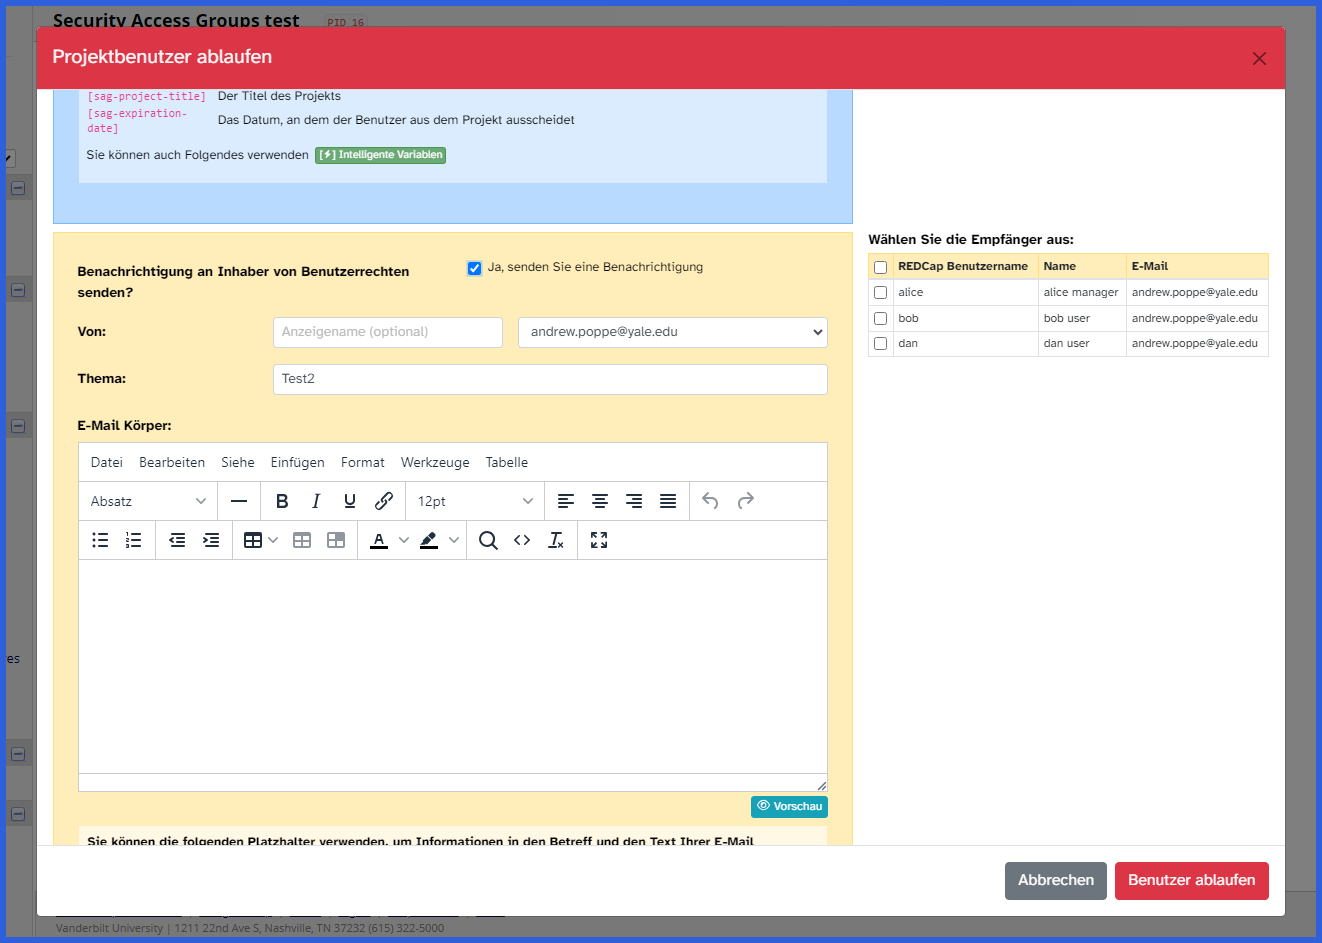 Security Access Groups test PID 16
Projektbenutzer ablaufen
[sag-project-title] Der Titel des Projekts
[sag-expiration-date] Das Datum, an dem der Benutzer aus dem Projekt ausscheidet
Sie können auch Folgendes verwenden [⚡] Intelligente Variablen
Benachrichtigung an Inhaber von Benutzerrechten senden?
Ja, senden Sie eine Benachrichtigung
Von: Anzeigename (optional) andrew.poppe@yale.edu
Thema: Test2
E-Mail Körper:
Datei Bearbeiten Siehe Einfügen Format Werkzeuge Tabelle
Absatz B I U 12pt
Vorschau
Sie können die folgenden Platzhalter verwenden, um Informationen in den Betreff und den Text Ihrer E-Mail
Wählen Sie die Empfänger aus:
REDCap Benutzername Name E-Mail
alice alice manager andrew.poppe@yale.edu
bob bob user andrew.poppe@yale.edu
dan dan user andrew.poppe@yale.edu
Abbrechen Benutzer ablaufen
Vanderbilt University | 1211 22nd Ave S, Nashville, TN 37232 (615) 322-5000